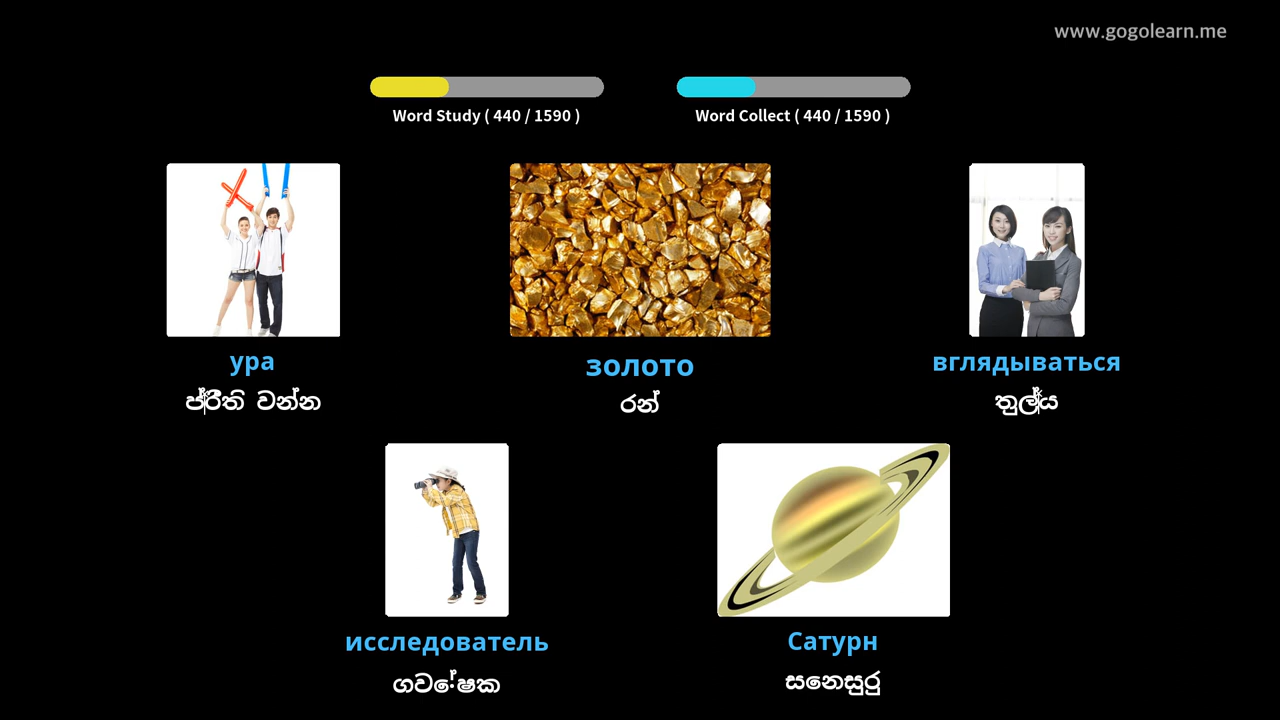 www.gogolearn.me
Word Study ( 440 / 1590 )
Word Collect ( 440 / 1590 )
ура
ප්රීති වන්න
золото
රන්
вглядываться
තුල්ය
исследователь
ගවේෂක
Сатурн
සෙනසුරු